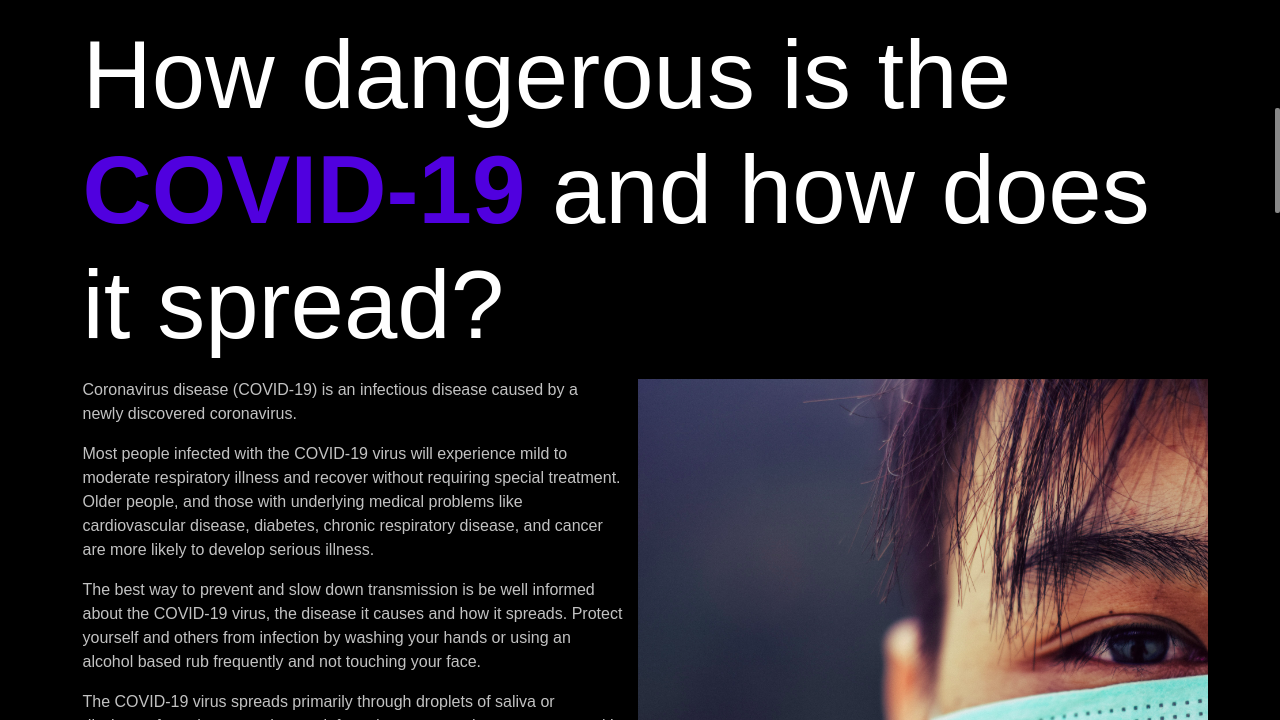 How dangerous is the
COVID-19 and how does
it spread?
Coronavirus disease (COVID-19) is an infectious disease caused by a
newly discovered coronavirus.
Most people infected with the COVID-19 virus will experience mild to
moderate respiratory illness and recover without requiring special treatment.
Older people, and those with underlying medical problems like
cardiovascular disease, diabetes, chronic respiratory disease, and cancer
are more likely to develop serious illness.
The best way to prevent and slow down transmission is be well informed
about the COVID-19 virus, the disease it causes and how it spreads. Protect
yourself and others from infection by washing your hands or using an
alcohol based rub frequently and not touching your face.
The COVID-19 virus spreads primarily through droplets of saliva or